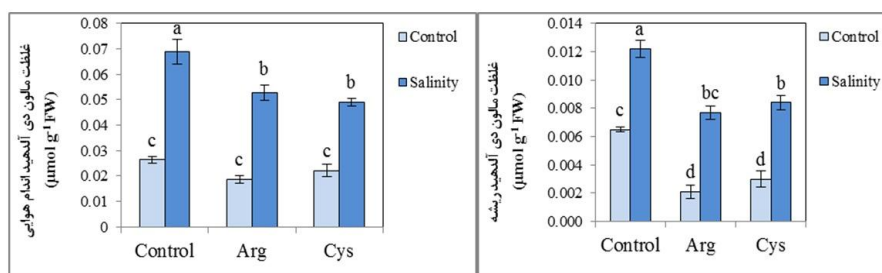 غلظت مالون دی آلدهید اندام هوایی
(μmol g⁻¹ FW)
0.08
0.07
0.06
0.05
0.04
0.03
0.02
0.01
0
a
b
b
c
c
c
Control
Arg
Cys
Control
Salinity
غلظت مالون دی آلدهید ریشه
(μmol g⁻¹ FW)
0.014
0.012
0.010
0.008
0.006
0.004
0.002
0.000
a
c
bc
b
d
d
Control
Arg
Cys
Control
Salinity